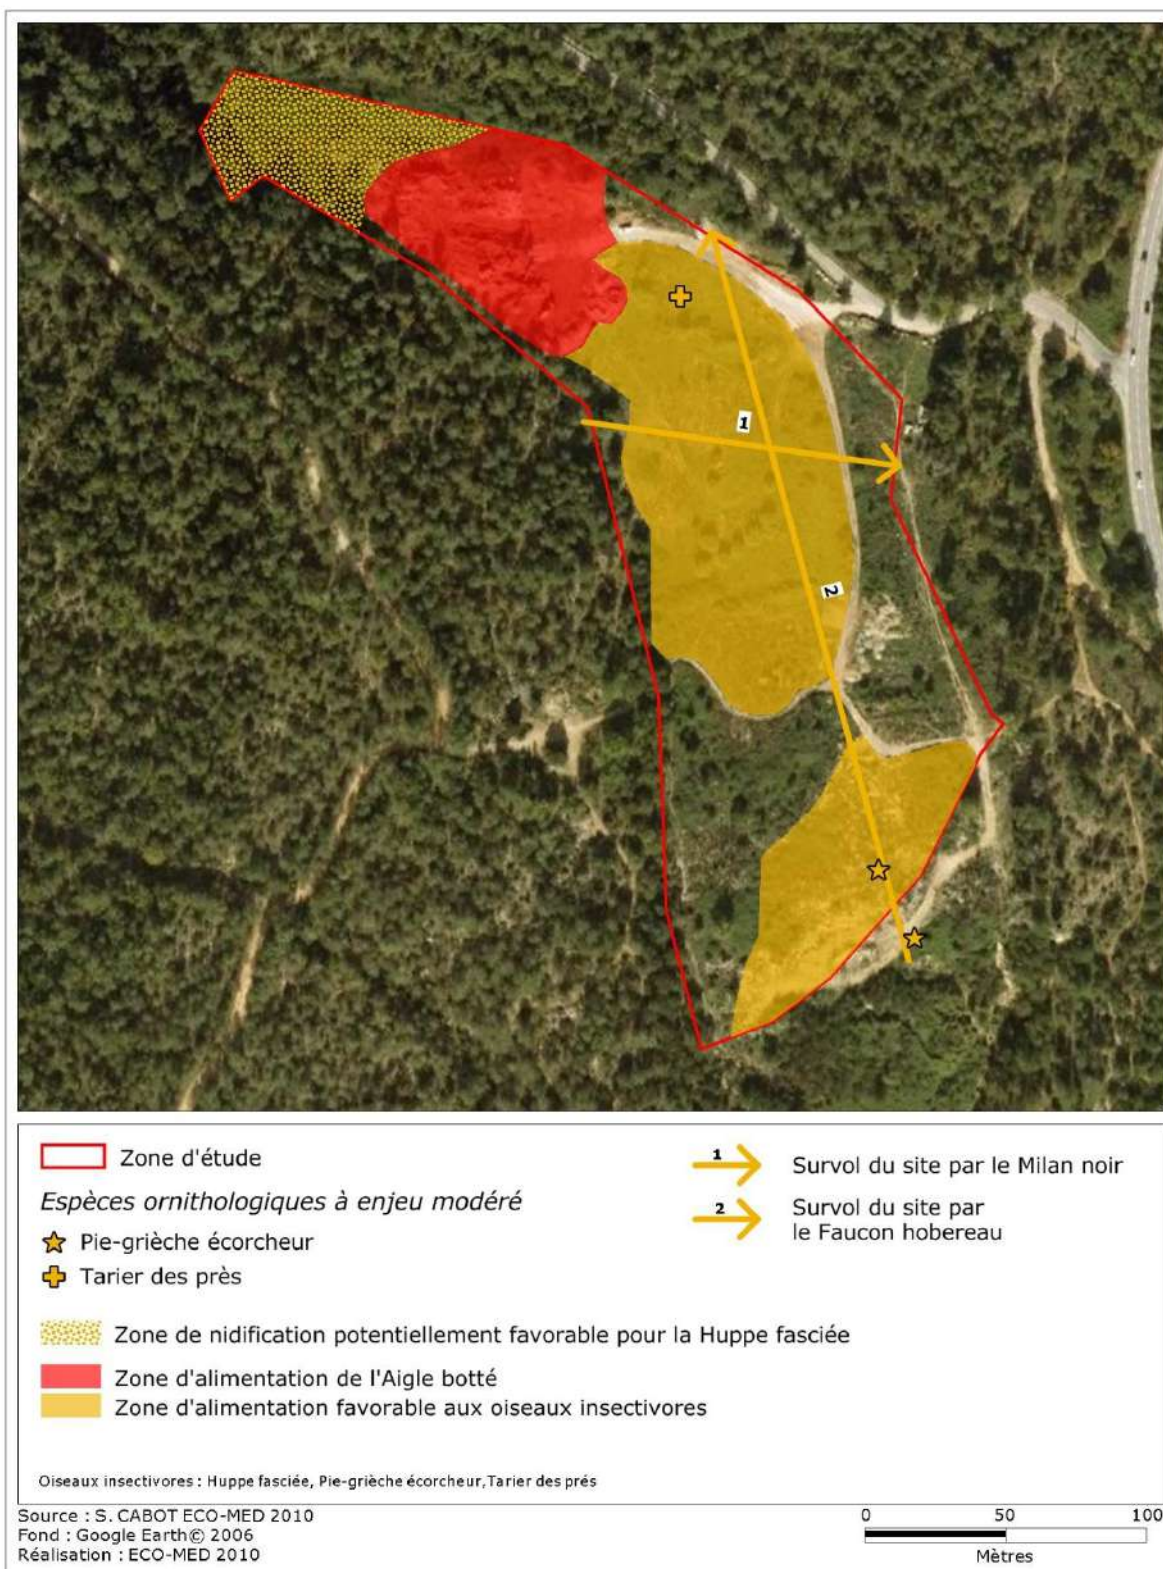 1
2
Zone d'étude
Espèces ornithologiques à enjeu modéré
Pie-grièche écorcheur
Tarier des près
1
Survol du site par le Milan noir
2
Survol du site par
le Faucon hobereau
Zone de nidification potentiellement favorable pour la Huppe fasciée
Zone d'alimentation de l'Aigle botté
Zone d'alimentation favorable aux oiseaux insectivores
Oiseaux insectivores : Huppe fasciée, Pie-grièche écorcheur,Tarier des prés
Source : S. CABOT ECO-MED 2010
Fond : Google Earth© 2006
Réalisation : ECO-MED 2010
0 50 100
Mètres